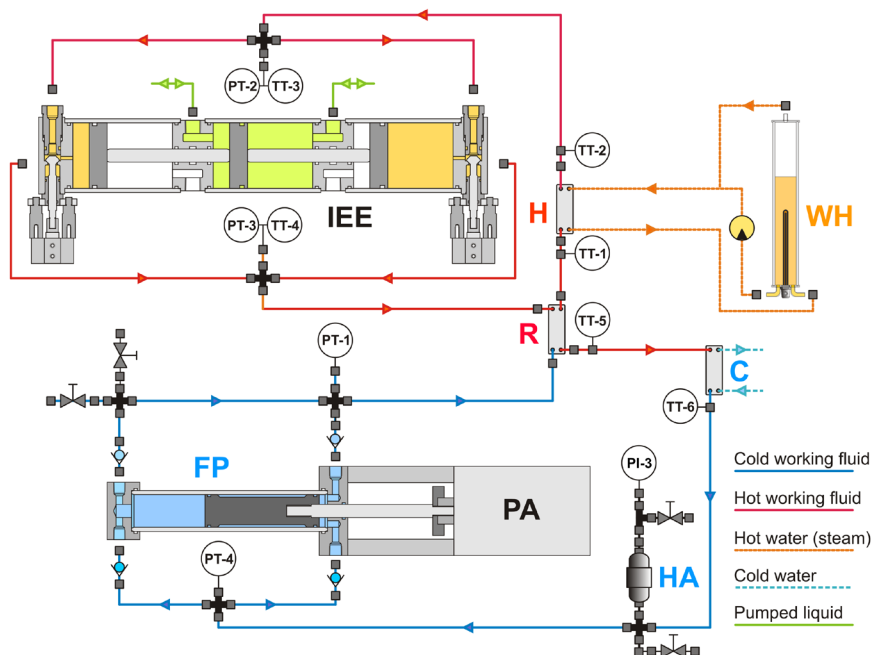 PT-2 TT-3
TT-2
IEE
H
WH
PT-3 TT-4
TT-1
R
TT-5
PT-1
C
TT-6
FP
PI-3
Cold working fluid
PA
Hot working fluid
PT-4
HA
Hot water (steam)
Cold water
Pumped liquid